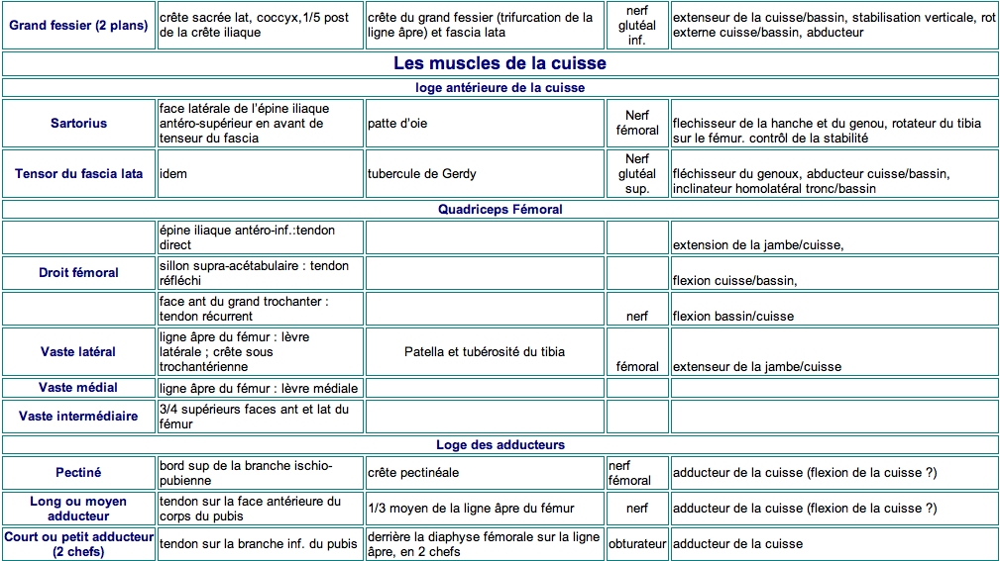 Grand fessier (2 plans)
crête sacrée lat, coccyx,1/5 post
de la crête iliaque
crête du grand fessier (trifurcation de la
ligne âpre) et fascia lata
nerf
glutéal
inf.
extenseur de la cuisse/bassin, stabilisation verticale, rot
externe cuisse/bassin, abducteur
Les muscles de la cuisse
loge antérieure de la cuisse
Sartorius
face latérale de l'épine iliaque
antéro-supérieur en avant de
tenseur du fascia
patte d'oie
Nerf
fémoral
flechisseur de la hanche et du genou, rotateur du tibia
sur le fémur. contrôl de la stabilité
Tensor du fascia lata
idem
tubercule de Gerdy
Nerf
glutéal
sup.
fléchisseur du genoux, abducteur cuisse/bassin,
inclinateur homolatéral tronc/bassin
Quadriceps Fémoral
épine iliaque antéro-inf.:tendon
direct
extension de la jambe/cuisse,
Droit fémoral
sillon supra-acétabulaire : tendon
réfléchi
flexion cuisse/bassin,
face ant du grand trochanter :
tendon récurrent
nerf
flexion bassin/cuisse
Vaste latéral
ligne âpre du fémur : lèvre
latérale ; crête sous
trochantérienne
Patella et tubérosité du tibia
fémoral
extenseur de la jambe/cuisse
Vaste médial
ligne âpre du fémur : lèvre médiale
Vaste intermédiaire
3/4 supérieurs faces ant et lat du
fémur
Loge des adducteurs
Pectiné
bord sup de la branche ischio-
pubienne
crête pectinéale
nerf
fémoral
adducteur de la cuisse (flexion de la cuisse ?)
Long ou moyen
adducteur
tendon sur la face antérieure du
corps du pubis
1/3 moyen de la ligne âpre du fémur
nerf
adducteur de la cuisse (flexion de la cuisse ?)
Court ou petit adducteur
(2 chefs)
tendon sur la branche inf. du pubis
derrière la diaphyse fémorale sur la ligne
âpre, en 2 chefs
obturateur
adducteur de la cuisse